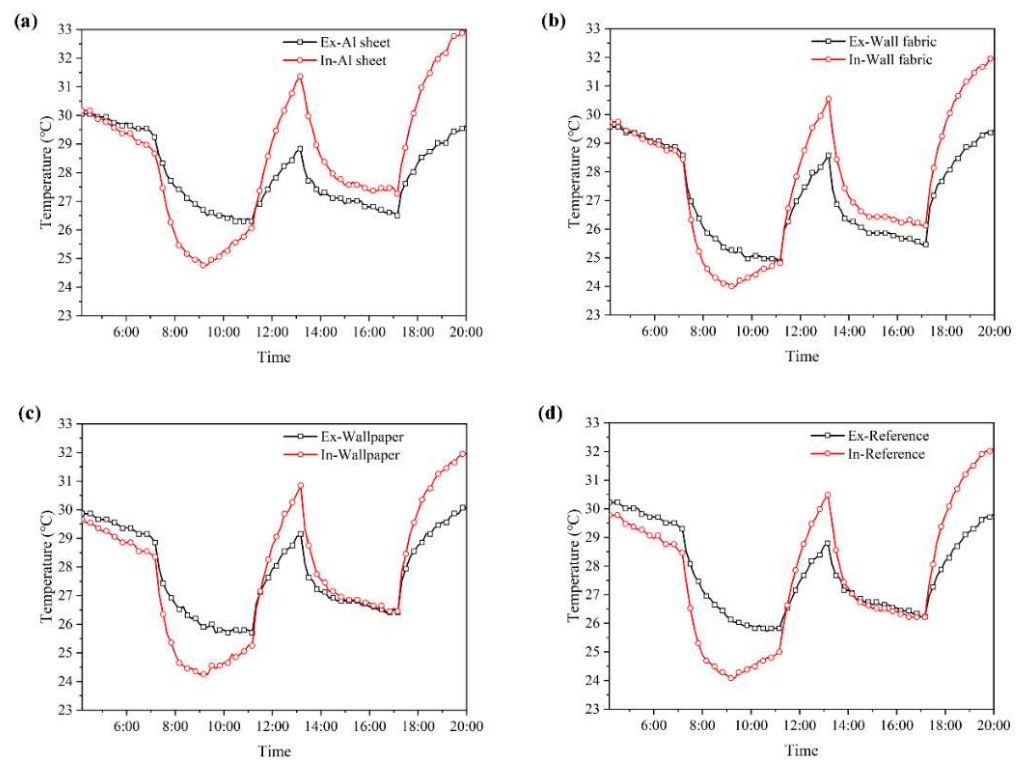 (a)
Ex-Al sheet
In-Al sheet
33
32
31
30
29
28
27
26
25
24
23
Temperature (°C)
6:00 8:00 10:00 12:00 14:00 16:00 18:00 20:00
Time
(b)
Ex-Wall fabric
In-Wall fabric
33
32
31
30
29
28
27
26
25
24
23
Temperature (°C)
6:00 8:00 10:00 12:00 14:00 16:00 18:00 20:00
Time
(c)
Ex-Wallpaper
In-Wallpaper
33
32
31
30
29
28
27
26
25
24
23
Temperature (°C)
6:00 8:00 10:00 12:00 14:00 16:00 18:00 20:00
Time
(d)
Ex-Reference
In-Reference
33
32
31
30
29
28
27
26
25
24
23
Temperature (°C)
6:00 8:00 10:00 12:00 14:00 16:00 18:00 20:00
Time